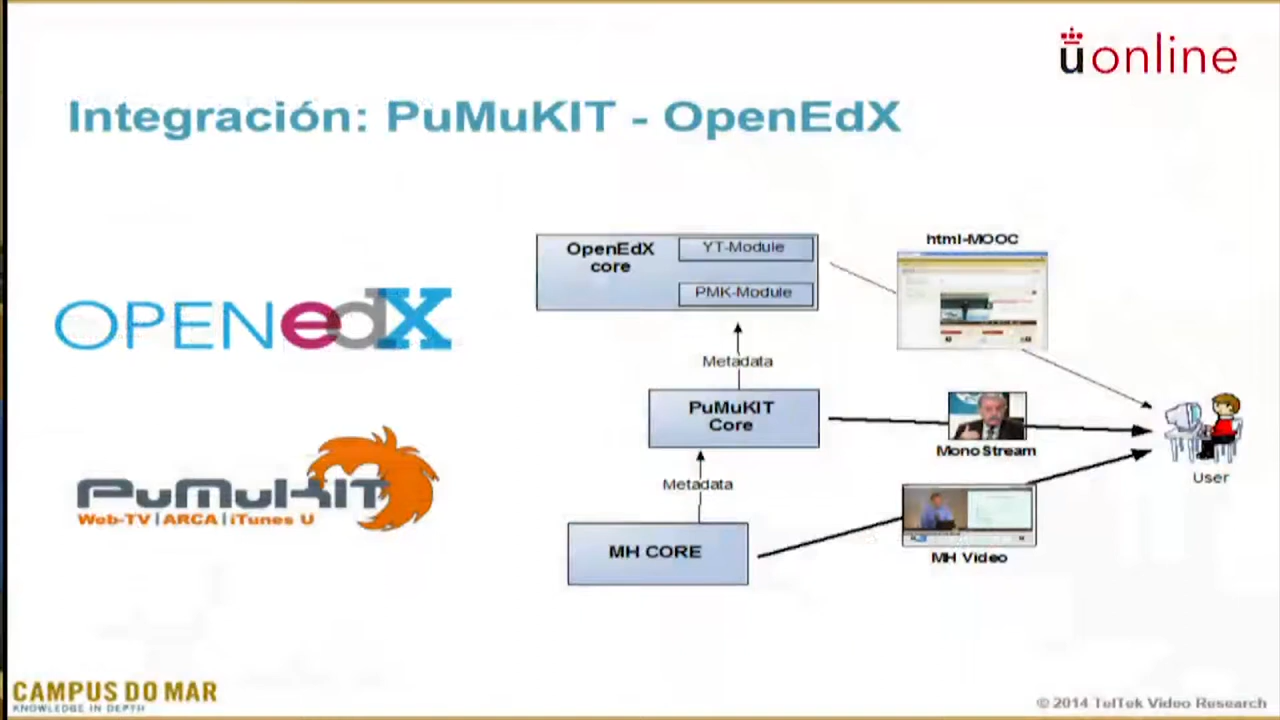 ūonline
Integración: PuMuKIT - OpenEdX
OpenEdX
core
YT-Module
PMK-Module
html-MOOC
OPENedX
Metadata
PuMuKIT
Core
Mono Stream
User
PuMuKIT
Web-TV | ARCA | iTunes U
Metadata
MH CORE
MH Video
CAMPUS DO MAR
KNOWLEDGE IN DEPTH
© 2014 TelTek Video Research